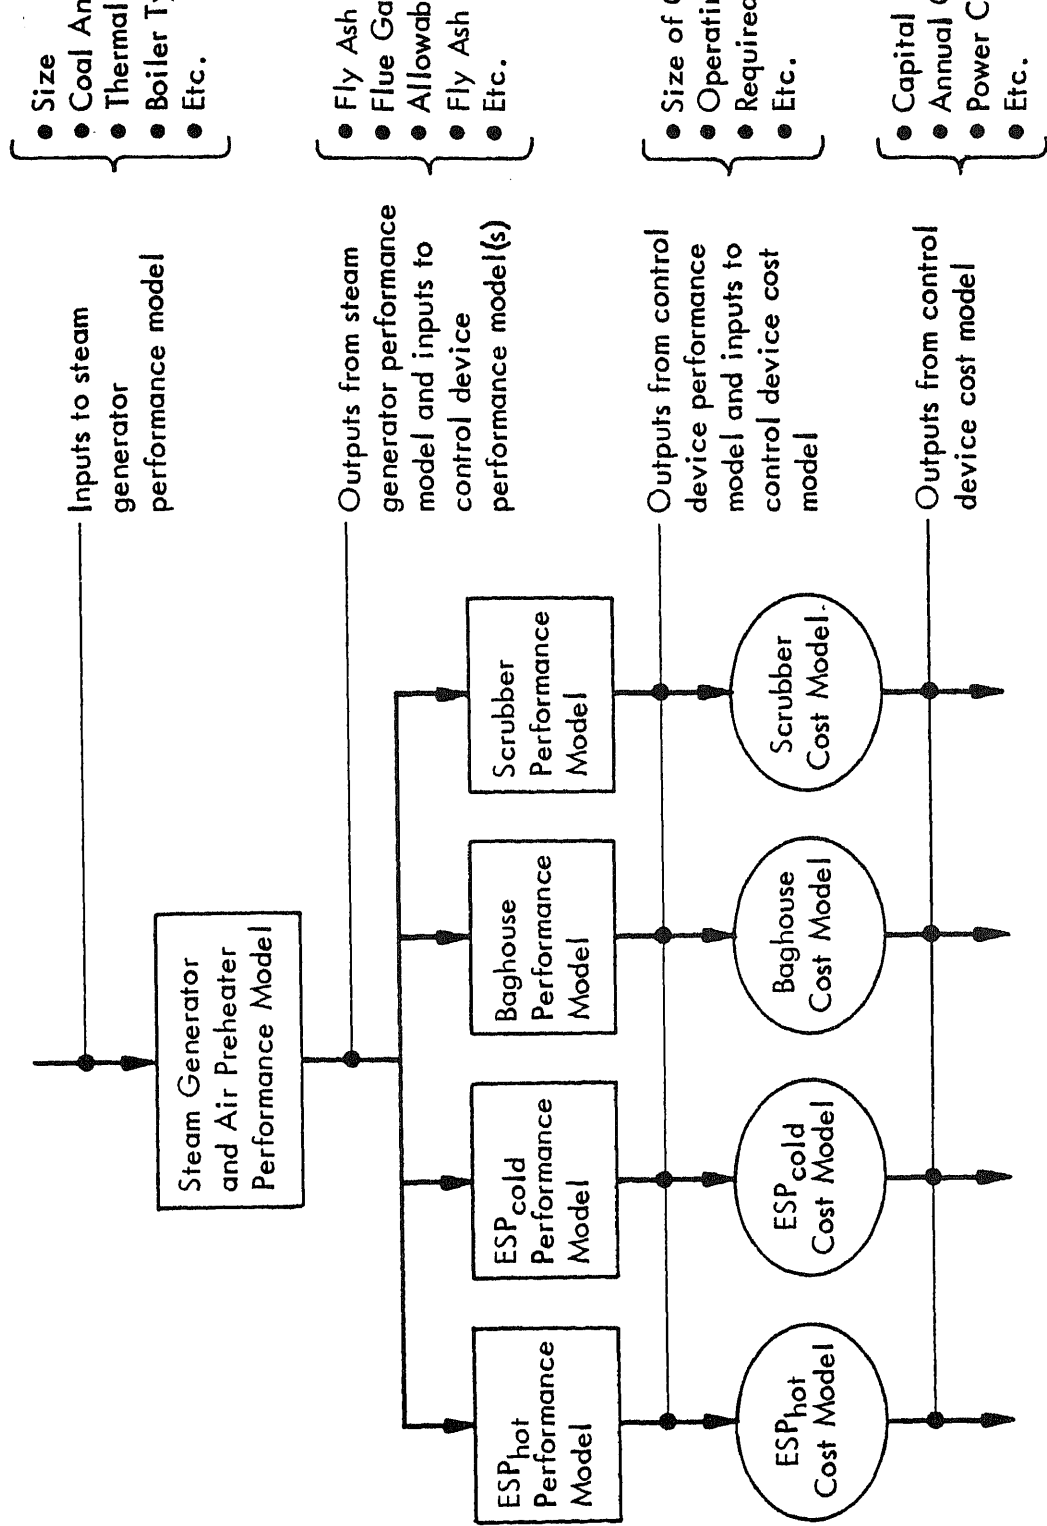 Steam Generator
and Air Preheater
Performance Model
Inputs to steam
generator
performance model
• Size
• Coal An
• Thermal
• Boiler Ty
• Etc.
Outputs from steam
generator performance
model and inputs to
control device
performance model(s)
• Fly Ash
• Flue Ga
• Allowab
• Fly Ash
• Etc.
ESPhot
Performance
Model
ESPcold
Performance
Model
Baghouse
Performance
Model
Scrubber
Performance
Model
Outputs from control
device performance
model and inputs to
control device cost
model
• Size of
• Operatin
• Required
• Etc.
ESPhot
Cost Model
ESPcold
Cost Model
Baghouse
Cost Model
Scrubber
Cost Model
Outputs from control
device cost model
• Capital
• Annual
• Power C
• Etc.